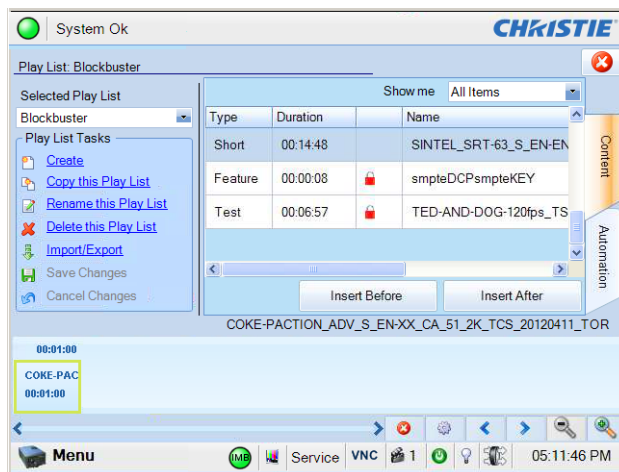 System Ok
CHRISTIE
Play List: Blockbuster
Selected Play List
Blockbuster
Play List Tasks
Create
Copy this Play List
Rename this Play List
Delete this Play List
Import/Export
Save Changes
Cancel Changes
Show me All Items
Type Duration Name
Short 00:14:48 SINTEL_SRT-63_S_EN-EN
Feature 00:00:08 smpteDCPsmpteKEY
Test 00:06:57 TED-AND-DOG-120fps_TS
Insert Before Insert After
Content
Automation
COKE-PACTION_ADV_S_EN-XX_CA_51_2K_TCS_20120411_TOR
00:01:00
COKE-PAC
00:01:00
Menu IMB Service VNC 1 05:11:46 PM